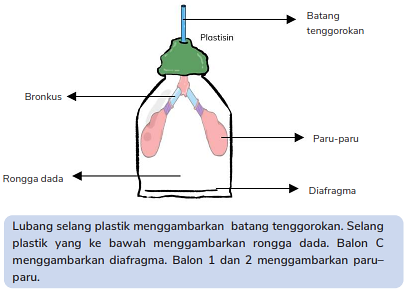 Batang
tenggorokan
Plastisin
Bronkus
Paru-paru
Rongga dada
Diafragma
Lubang selang plastik menggambarkan batang tenggorokan. Selang
plastik yang ke bawah menggambarkan rongga dada. Balon C
menggambarkan diafragma. Balon 1 dan 2 menggambarkan paru–
paru.